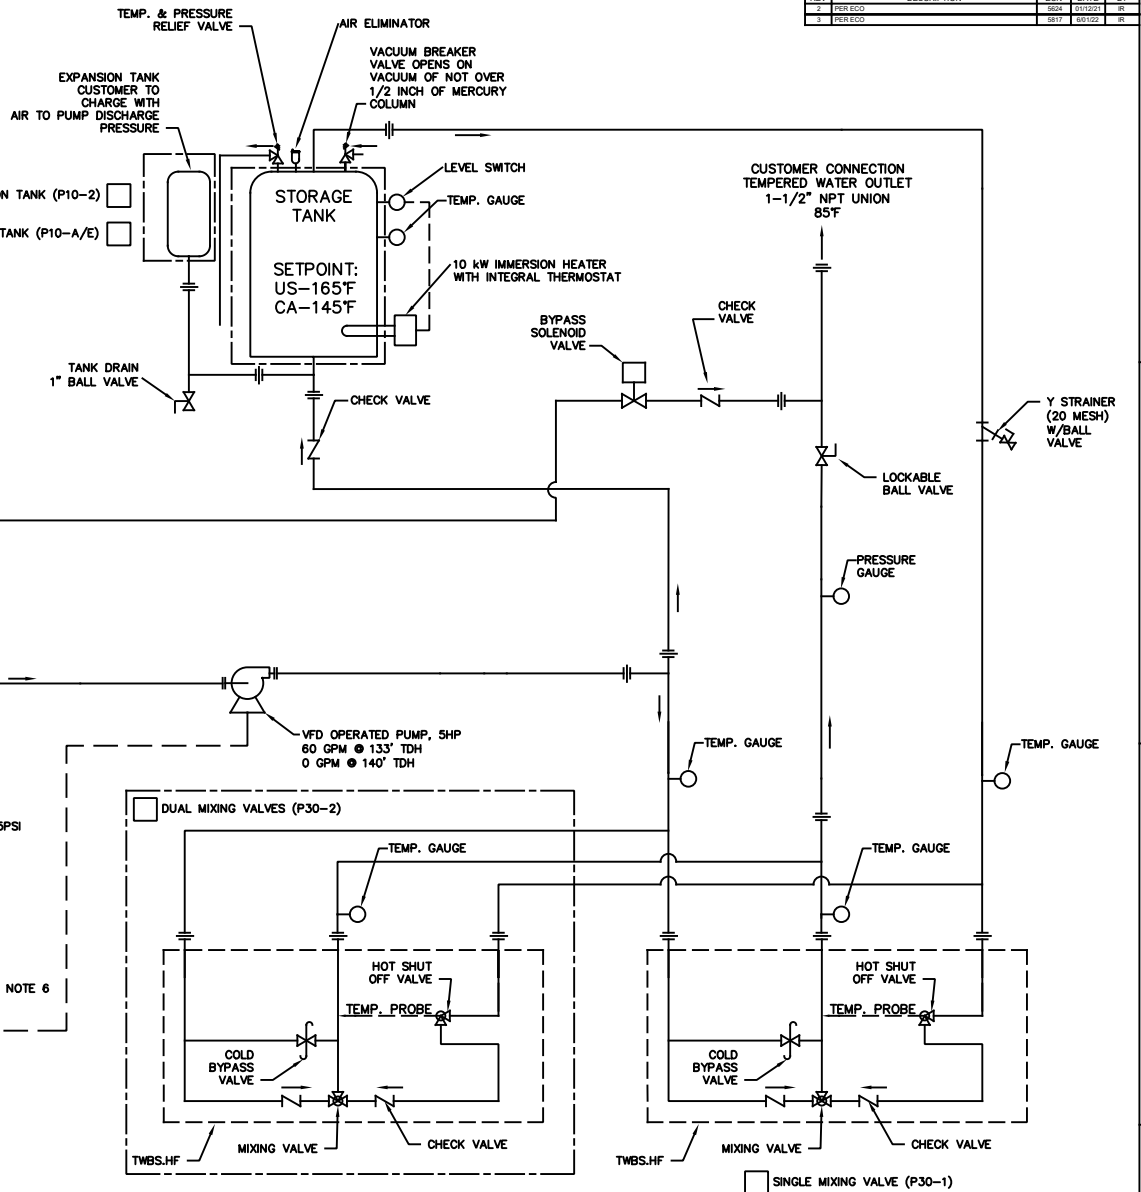 DESCRIPTION
2 PER ECO 5624 01/12/21 IR
3 PER ECO 5817 6/01/22 IR
TEMP. & PRESSURE
RELIEF VALVE
AIR ELIMINATOR
VACUUM BREAKER
VALVE OPENS ON
VACUUM OF NOT OVER
1/2 INCH OF MERCURY
COLUMN
EXPANSION TANK
CUSTOMER TO
CHARGE WITH
AIR TO PUMP DISCHARGE
PRESSURE
TANK (P10-2)
TANK (P10-A/E)
STORAGE
TANK
SETPOINT:
US-165°F
CA-145°F
LEVEL SWITCH
TEMP. GAUGE
10 kW IMMERSION HEATER
WITH INTEGRAL THERMOSTAT
CUSTOMER CONNECTION
TEMPERED WATER OUTLET
1-1/2" NPT UNION
85°F
BYPASS
SOLENOID
VALVE
CHECK
VALVE
TANK DRAIN
1" BALL VALVE
CHECK VALVE
Y STRAINER
(20 MESH)
W/BALL
VALVE
LOCKABLE
BALL VALVE
PRESSURE
GAUGE
VFD OPERATED PUMP, 5HP
60 GPM @ 133' TDH
0 GPM @ 140' TDH
TEMP. GAUGE
TEMP. GAUGE
DUAL MIXING VALVES (P30-2)
5PSI
TEMP. GAUGE
TEMP. GAUGE
NOTE 6
HOT SHUT
OFF VALVE
TEMP. PROBE
COLD
BYPASS
VALVE
MIXING VALVE
CHECK VALVE
TWBS.HF
HOT SHUT
OFF VALVE
TEMP. PROBE
COLD
BYPASS
VALVE
MIXING VALVE
CHECK VALVE
TWBS.HF
SINGLE MIXING VALVE (P30-1)